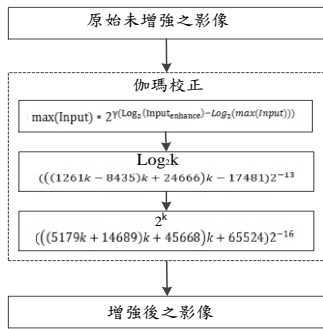 原始未增強之影像
伽瑪校正
max(Input) * 2^γ(Log₂(Input_enhance)−Log₂(max(Input)))
Log₂k
(((1261k − 8435)k + 24666)k − 17481)2⁻¹³
2^k
(((5179k + 14689)k + 45668)k + 65524)2⁻¹⁶
增強後之影像